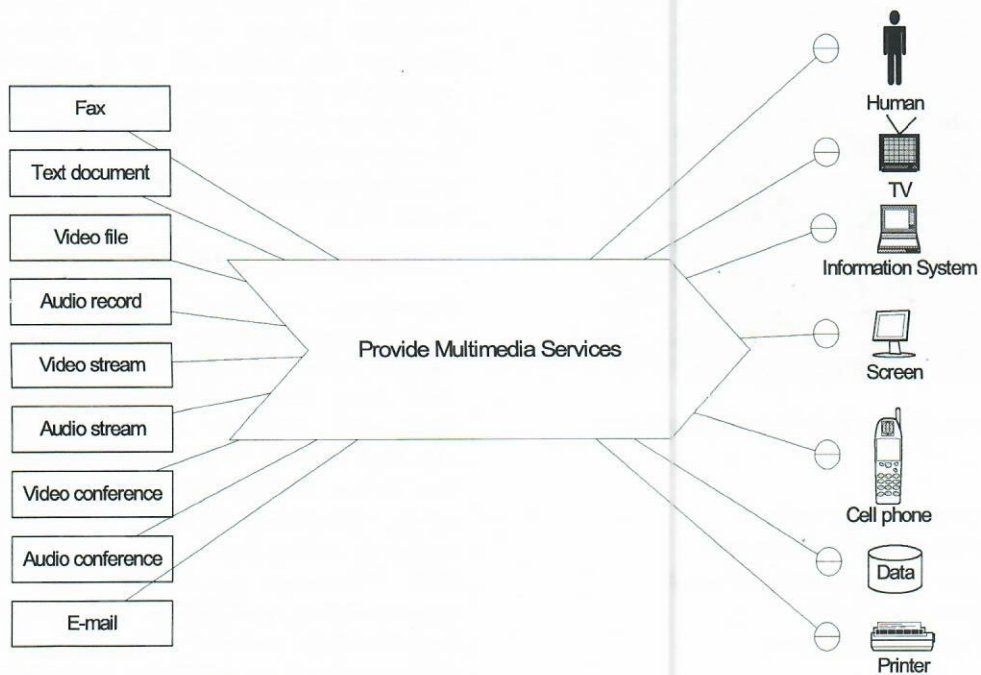 Fax
Text document
Video file
Audio record
Video stream
Audio stream
Video conference
Audio conference
E-mail
Provide Multimedia Services
Human
TV
Information System
Screen
Cell phone
Data
Printer